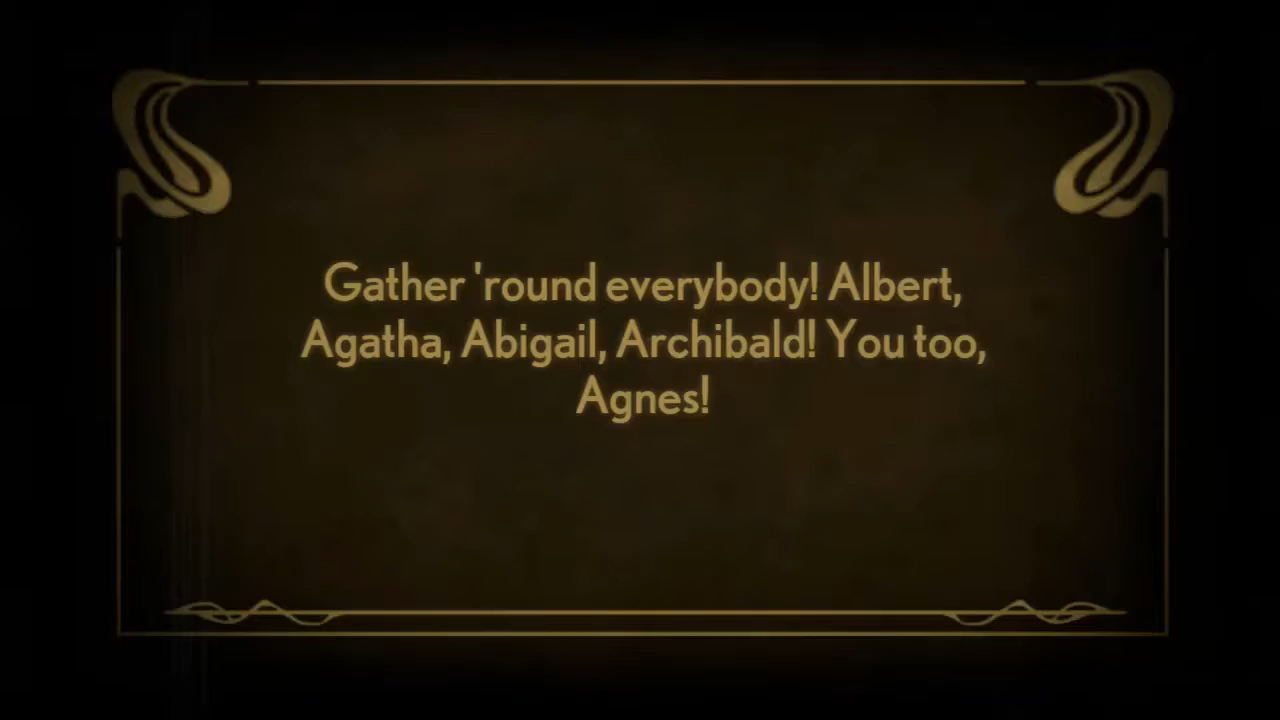 Gather 'round everybody! Albert,
Agatha, Abigail, Archibald! You too,
Agnes!